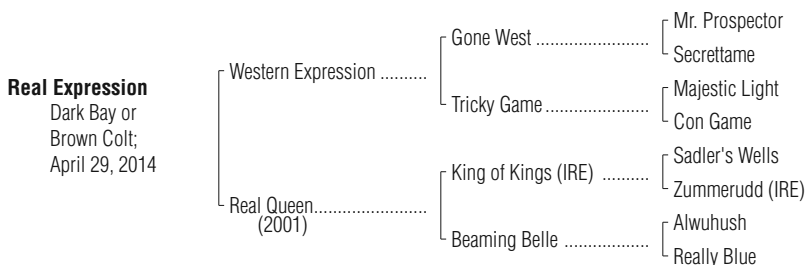 Real Expression
Dark Bay or
Brown Colt;
April 29, 2014
Western Expression ..........
Real Queen........................
(2001)
Gone West ........................
Tricky Game ......................
King of Kings (IRE) ..........
Beaming Belle ..................
Mr. Prospector
Secrettame
Majestic Light
Con Game
Sadler's Wells
Zummerudd (IRE)
Alwuhush
Really Blue